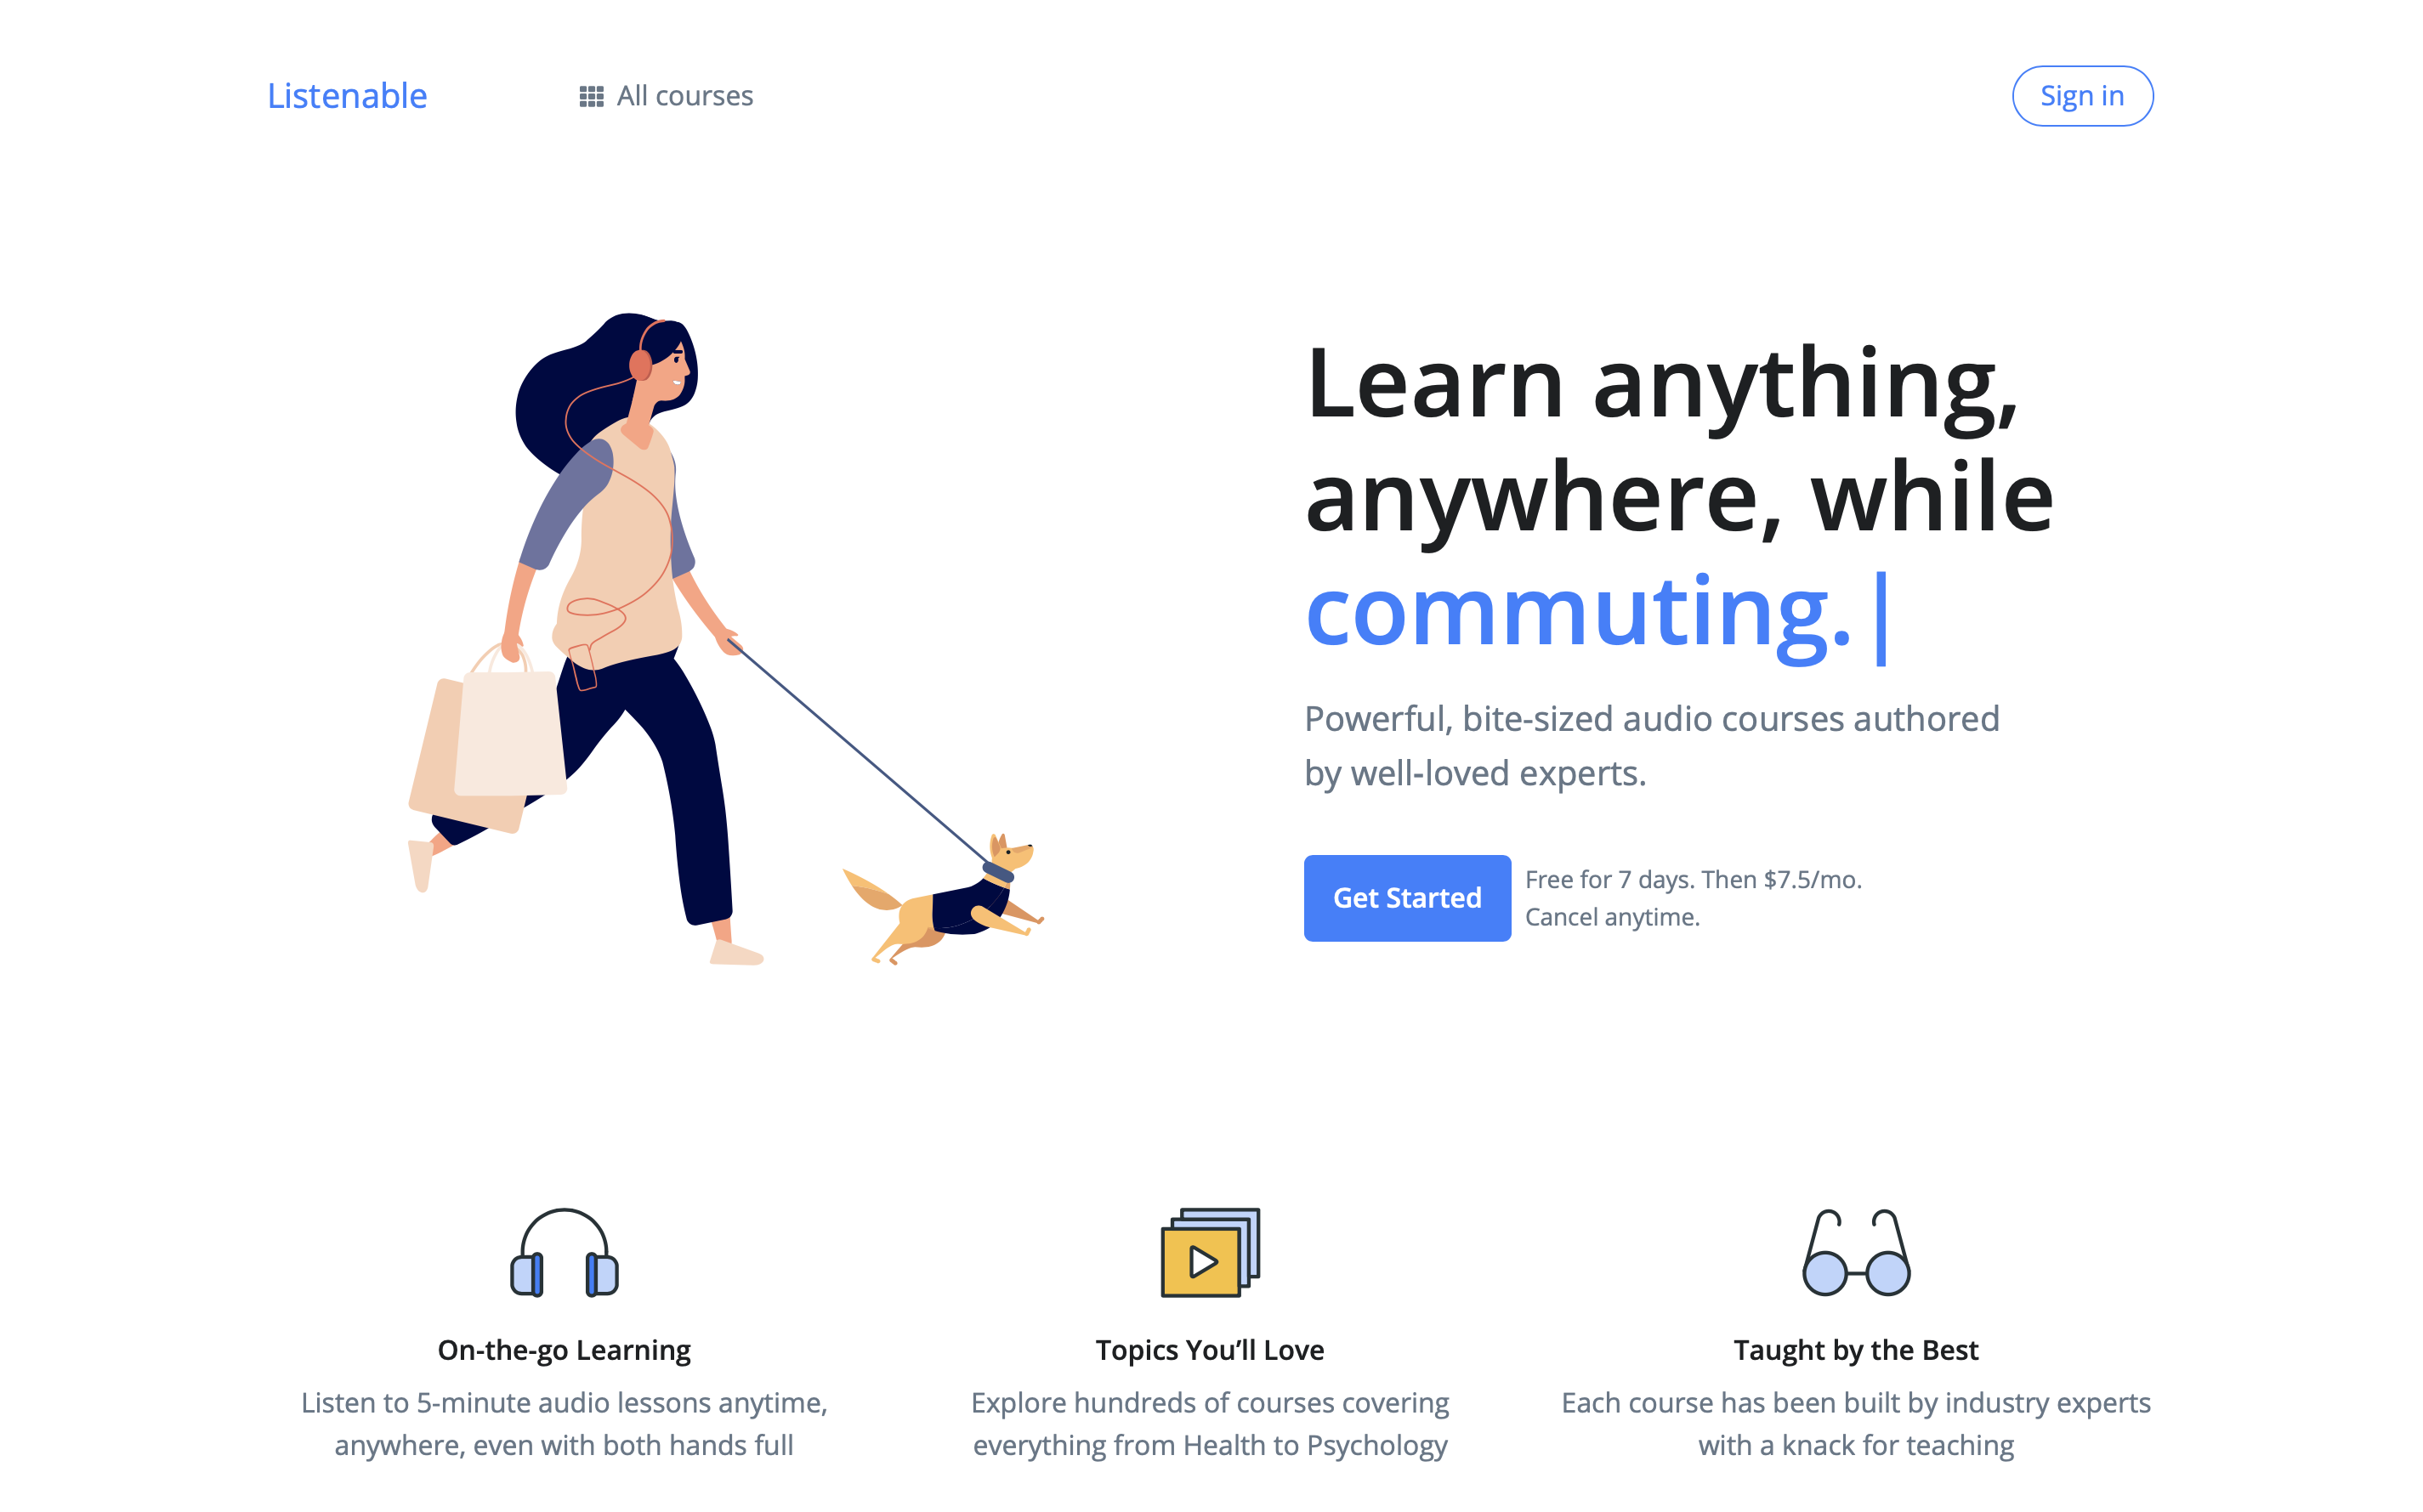 Listenable
All courses
Sign in
Learn anything,
anywhere, while
commuting.|
Powerful, bite-sized audio courses authored
by well-loved experts.
Get Started
Free for 7 days. Then $7.5/mo.
Cancel anytime.
On-the-go Learning
Listen to 5-minute audio lessons anytime,
anywhere, even with both hands full
Topics You’ll Love
Explore hundreds of courses covering
everything from Health to Psychology
Taught by the Best
Each course has been built by industry experts
with a knack for teaching